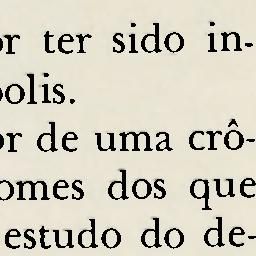 or ter sido in-
polis.
or de uma crô-
omes dos que
estudo do de-